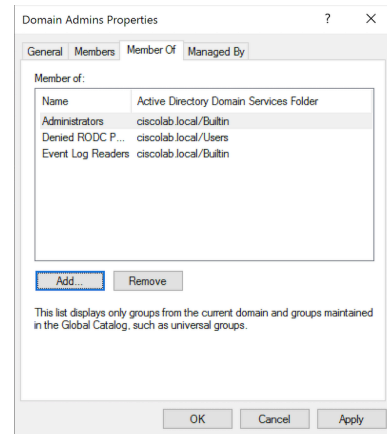 Domain Admins Properties ? X
General Members Member Of Managed By
Member of:
Name Active Directory Domain Services Folder
Administrators ciscolab.local/Builtin
Denied RODC P... ciscolab.local/Users
Event Log Readers ciscolab.local/Builtin
Add... Remove
This list displays only groups from the current domain and groups maintained
in the Global Catalog, such as universal groups.
OK Cancel Apply